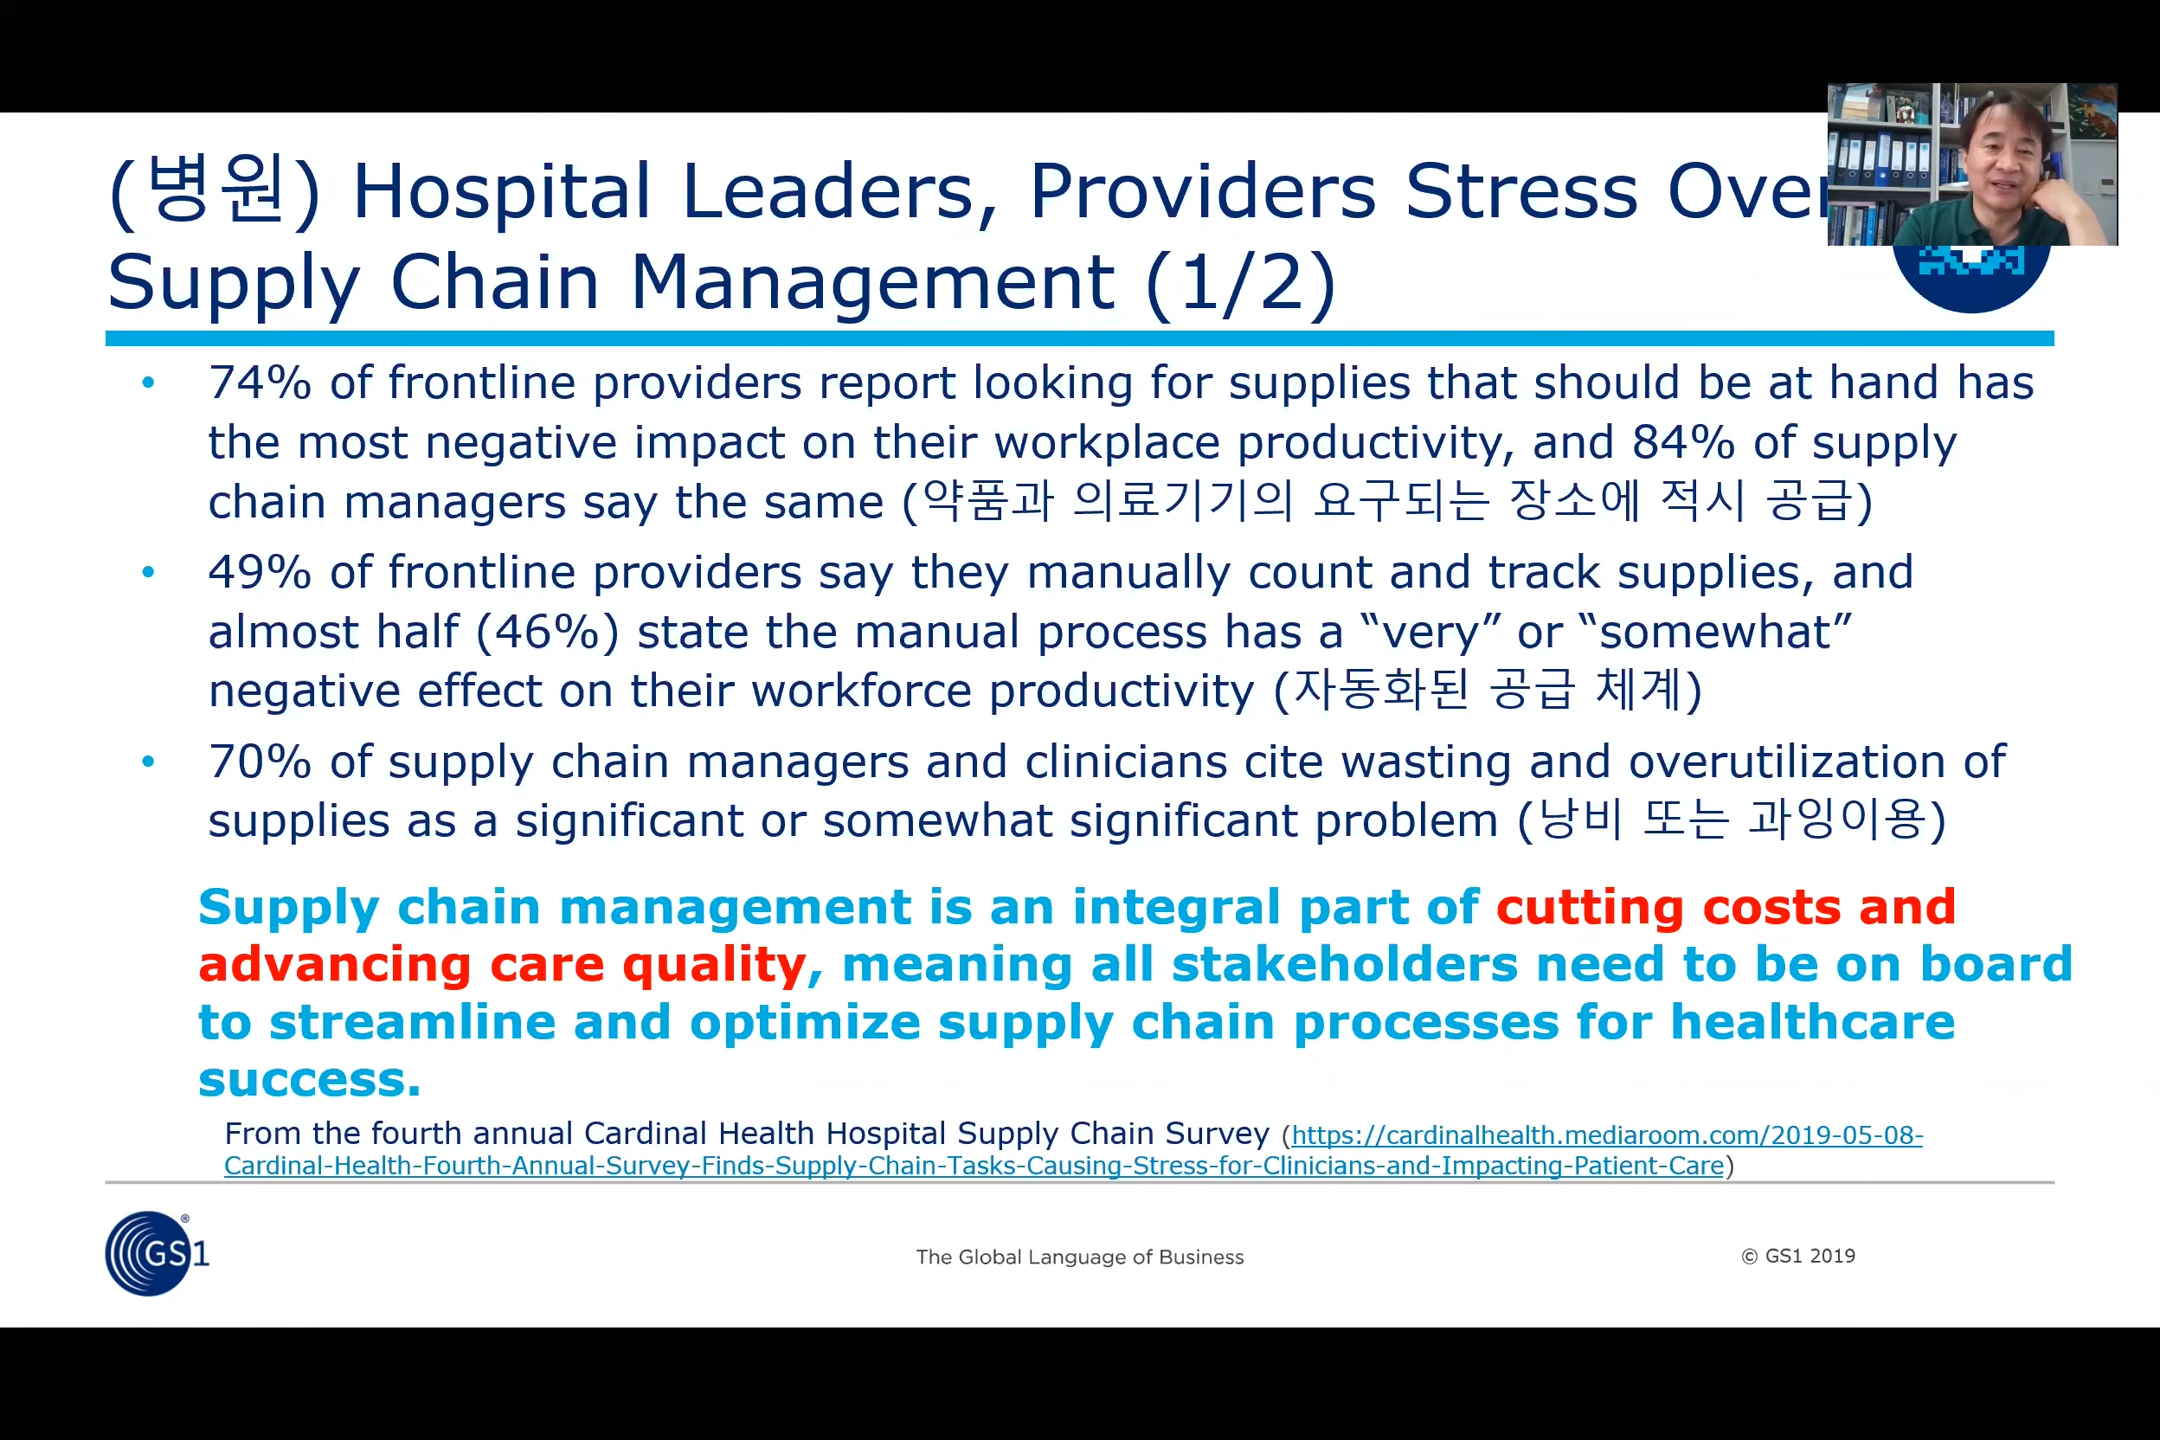 (병원) Hospital Leaders, Providers Stress Over
Supply Chain Management (1/2)
• 74% of frontline providers report looking for supplies that should be at hand has
the most negative impact on their workplace productivity, and 84% of supply
chain managers say the same (약품과 의료기기의 요구되는 장소에 적시 공급)
• 49% of frontline providers say they manually count and track supplies, and
almost half (46%) state the manual process has a “very” or “somewhat”
negative effect on their workforce productivity (자동화된 공급 체계)
• 70% of supply chain managers and clinicians cite wasting and overutilization of
supplies as a significant or somewhat significant problem (낭비 또는 과잉이용)
Supply chain management is an integral part of cutting costs and
advancing care quality, meaning all stakeholders need to be on board
to streamline and optimize supply chain processes for healthcare
success.
From the fourth annual Cardinal Health Hospital Supply Chain Survey (https://cardinalhealth.mediaroom.com/2019-05-08-
Cardinal-Health-Fourth-Annual-Survey-Finds-Supply-Chain-Tasks-Causing-Stress-for-Clinicians-and-Impacting-Patient-Care)
GS1 ®
The Global Language of Business
© GS1 2019